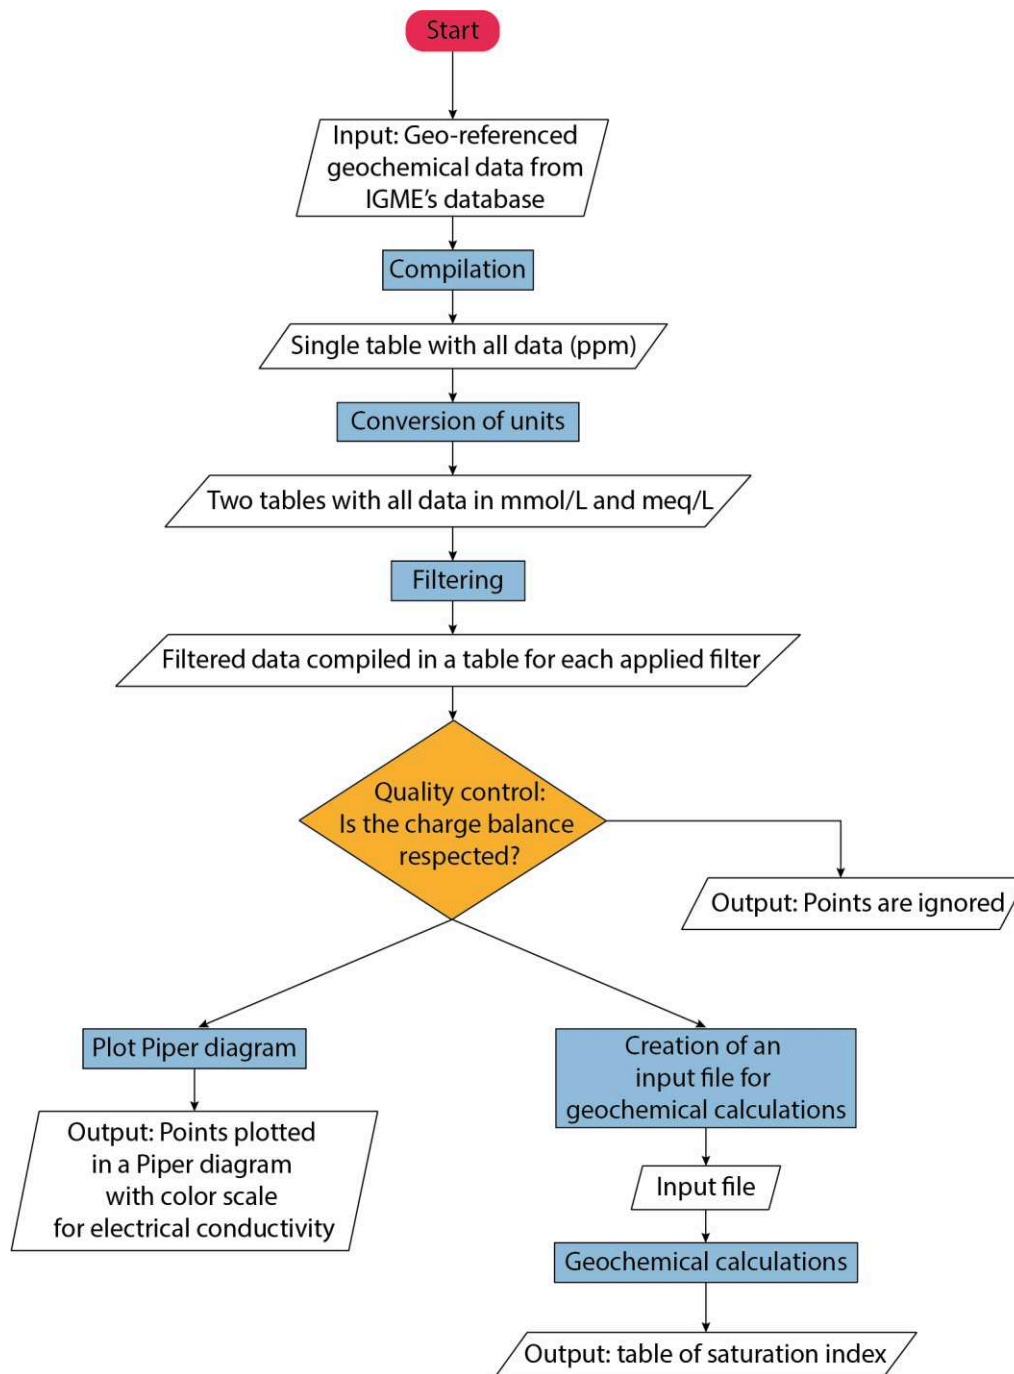 Start
Input: Geo-referenced
geochemical data from
IGME's database
Compilation
Single table with all data (ppm)
Conversion of units
Two tables with all data in mmol/L and meq/L
Filtering
Filtered data compiled in a table for each applied filter
Quality control:
Is the charge balance
respected?
Output: Points are ignored
Plot Piper diagram
Output: Points plotted
in a Piper diagram
with color scale
for electrical conductivity
Creation of an
input file for
geochemical calculations
Input file
Geochemical calculations
Output: table of saturation index